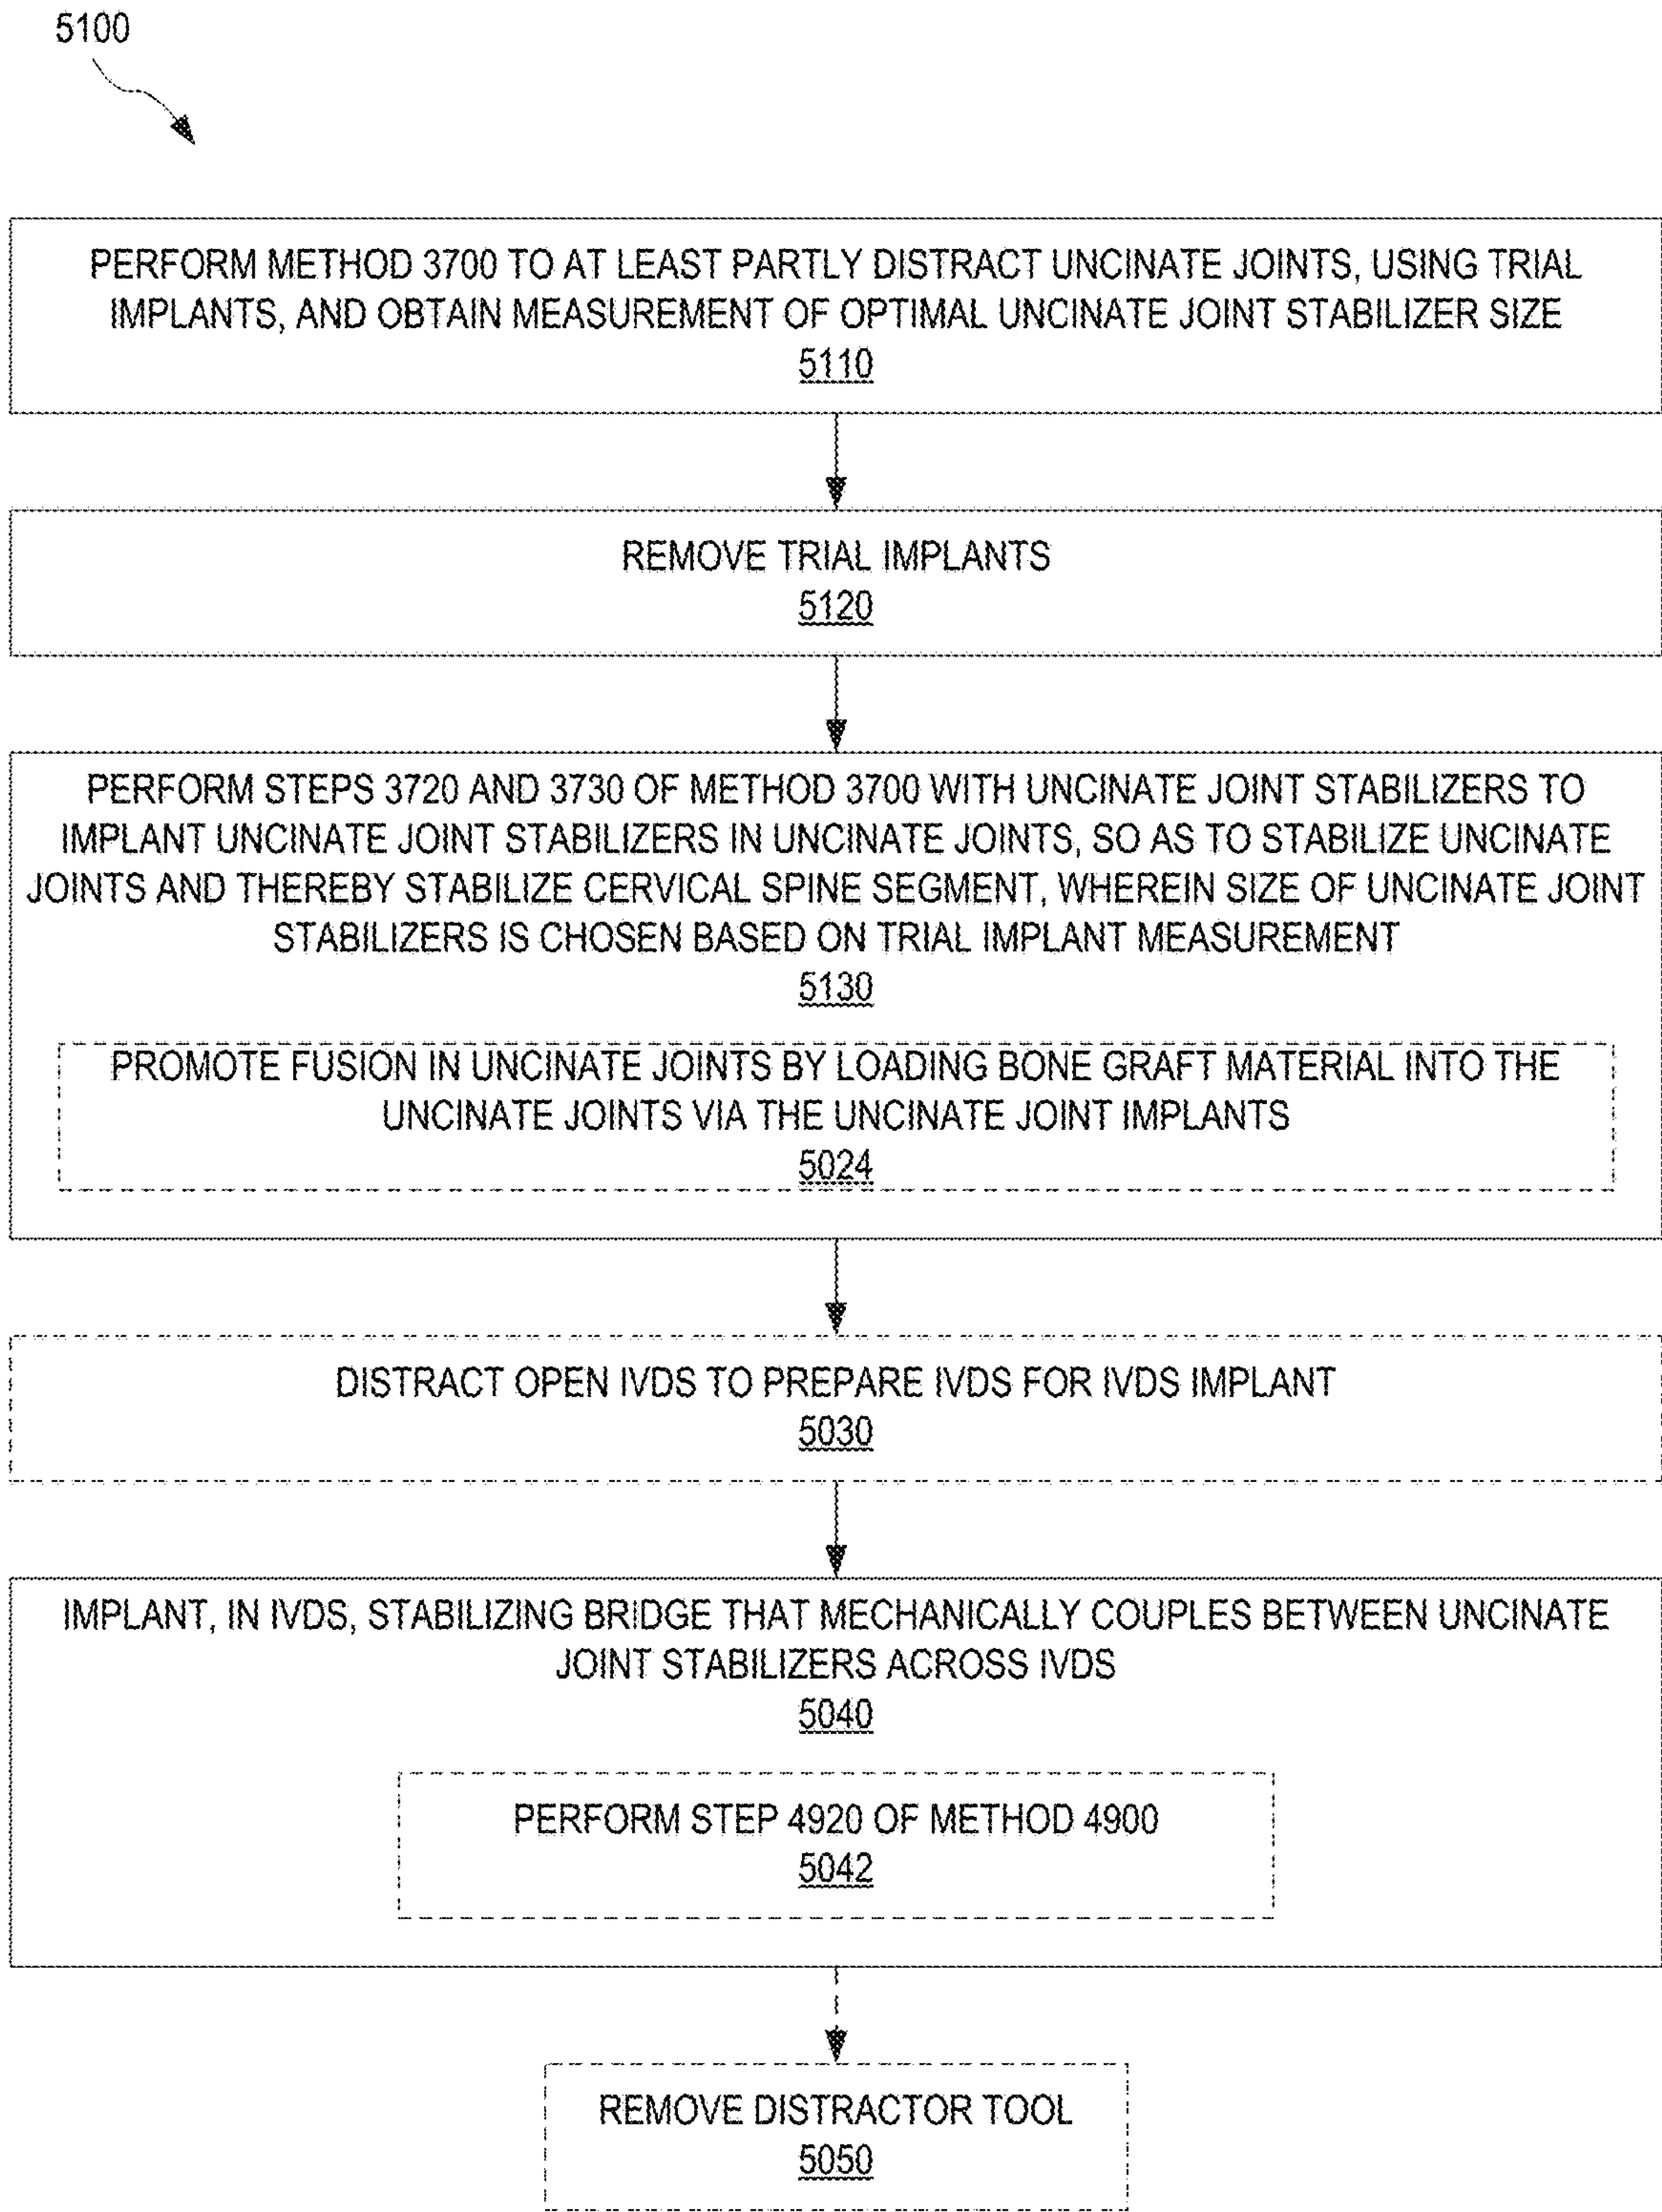 5100
PERFORM METHOD 3700 TO AT LEAST PARTLY DISTRACT UNCINATE JOINTS, USING TRIAL
IMPLANTS, AND OBTAIN MEASUREMENT OF OPTIMAL UNCINATE JOINT STABILIZER SIZE
5110
REMOVE TRIAL IMPLANTS
5120
PERFORM STEPS 3720 AND 3730 OF METHOD 3700 WITH UNCINATE JOINT STABILIZERS TO
IMPLANT UNCINATE JOINT STABILIZERS IN UNCINATE JOINTS, SO AS TO STABILIZE UNCINATE
JOINTS AND THEREBY STABILIZE CERVICAL SPINE SEGMENT, WHEREIN SIZE OF UNCINATE JOINT
STABILIZERS IS CHOSEN BASED ON TRIAL IMPLANT MEASUREMENT
5130
PROMOTE FUSION IN UNCINATE JOINTS BY LOADING BONE GRAFT MATERIAL INTO THE
UNCINATE JOINTS VIA THE UNCINATE JOINT IMPLANTS
5024
DISTRACT OPEN IVDS TO PREPARE IVDS FOR IVDS IMPLANT
5030
IMPLANT, IN IVDS, STABILIZING BRIDGE THAT MECHANICALLY COUPLES BETWEEN UNCINATE
JOINT STABILIZERS ACROSS IVDS
5040
PERFORM STEP 4920 OF METHOD 4900
5042
REMOVE DISTRACTOR TOOL
5050